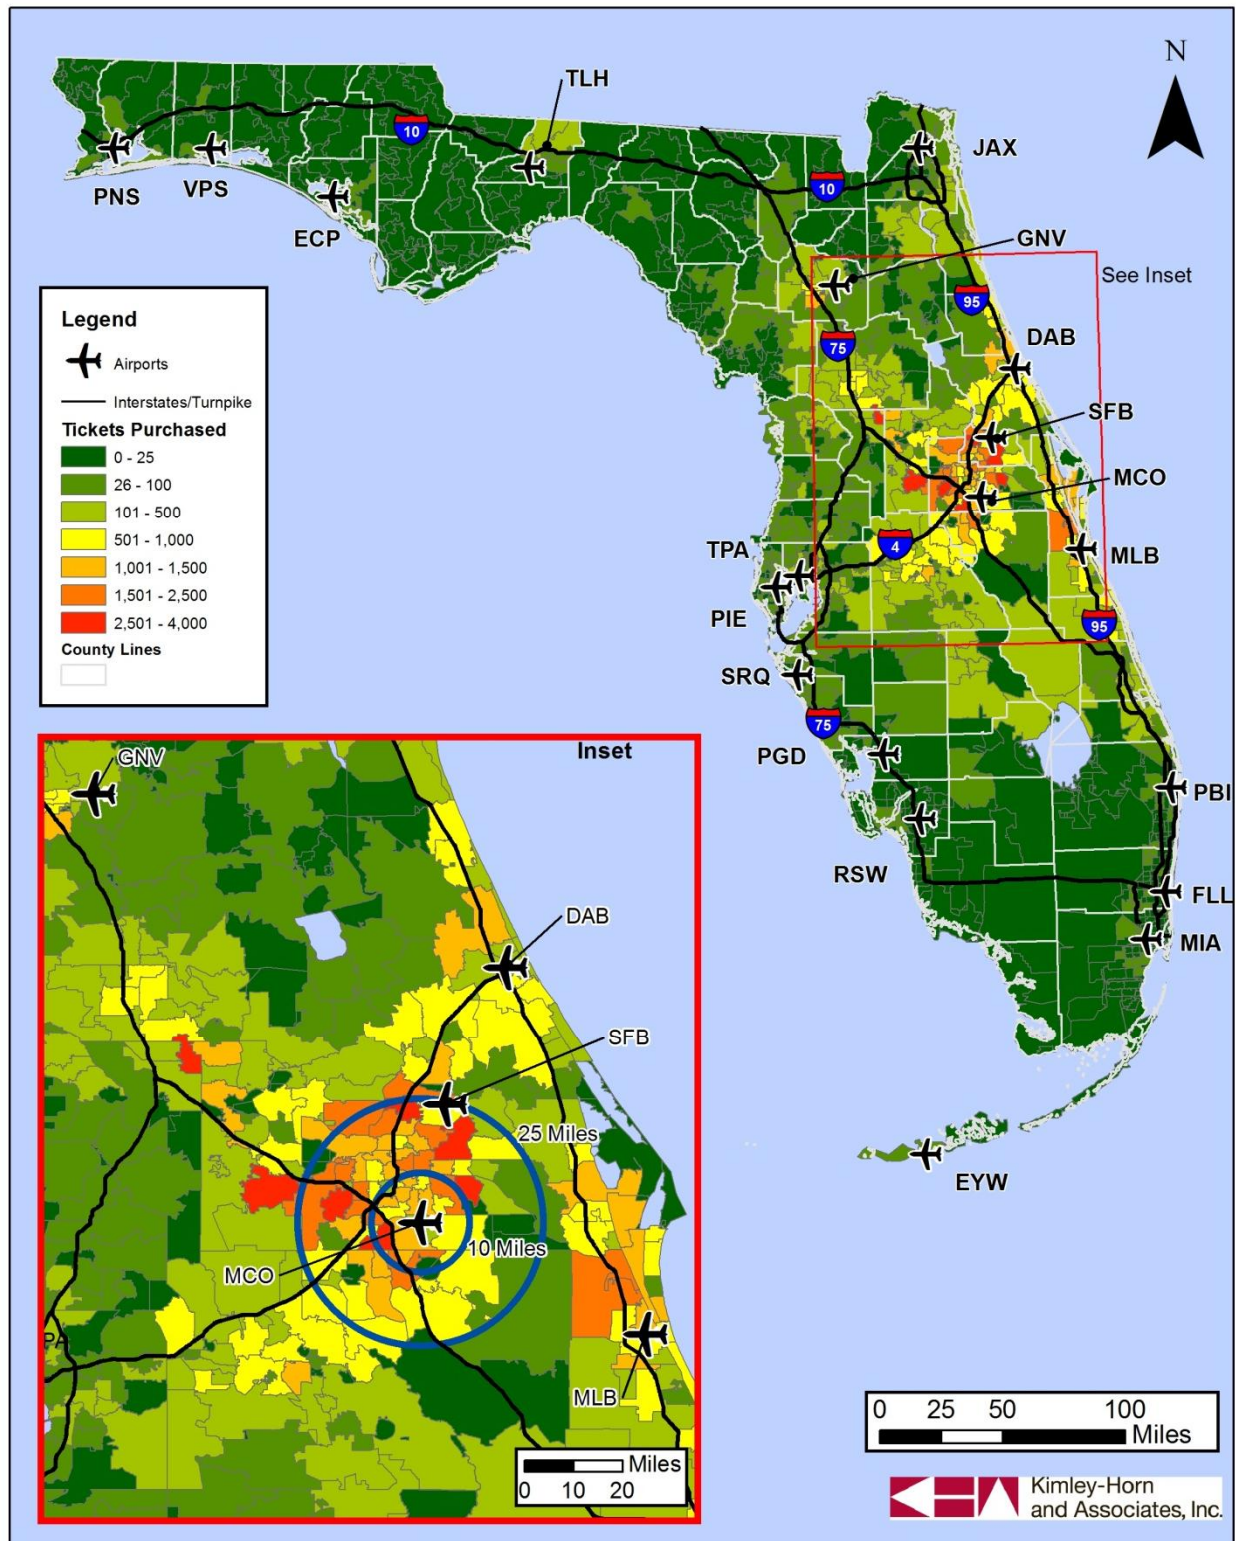 N
TLH
10
JAX
PNS
VPS
10
ECP
GNV
See Inset
95
DAB
75
SFB
MCO
TPA
4
MLB
PIE
95
SRQ
75
PGD
PBI
RSW
FLL
MIA
EYW
Legend
Airports
Interstates/Turnpike
Tickets Purchased
0 - 25
26 - 100
101 - 500
501 - 1,000
1,001 - 1,500
1,501 - 2,500
2,501 - 4,000
County Lines
Inset
GNV
DAB
SFB
25 Miles
10 Miles
MCO
PA
MLB
Miles
0 10 20
0 25 50 100
Miles
Kimley-Horn
and Associates, Inc.